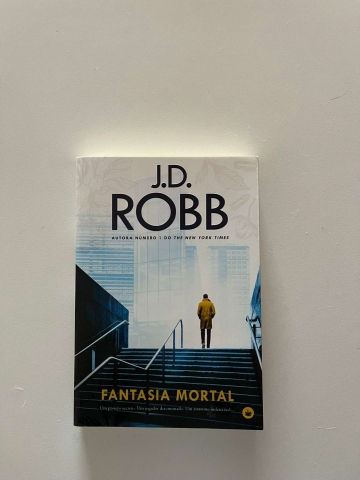 J.D.
ROBB
AUTORA NÚMERO 1 DO THE NEW YORK TIMES
FANTASIA MORTAL